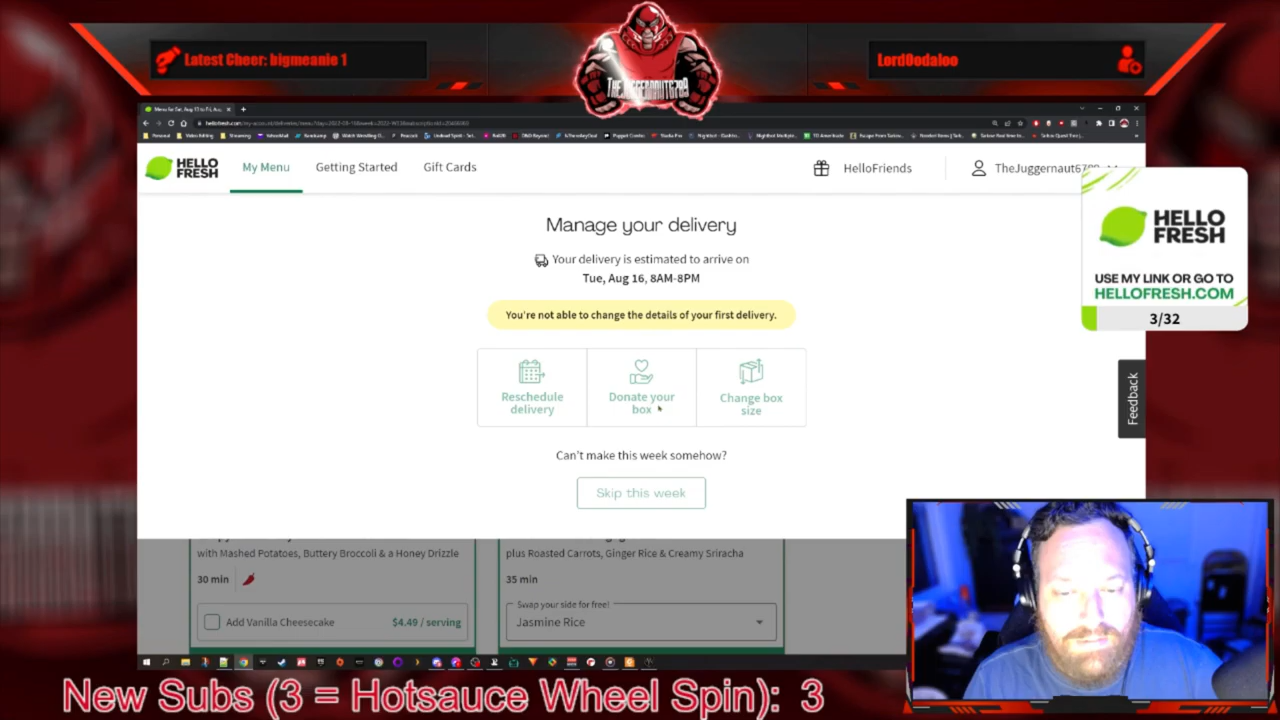 Latest Cheer: bigmeanie 1
THEJUGGERNAUT6789
LordOodaloo
HELLO
FRESH
My Menu
Getting Started
Gift Cards
HelloFriends
Manage your delivery
Your delivery is estimated to arrive on
Tue, Aug 16, 8AM-8PM
You're not able to change the details of your first delivery.
Reschedule
delivery
Donate your
box
Change box
size
Can't make this week somehow?
Skip this week
HELLO
FRESH
USE MY LINK OR GO TO
HELLOFRESH.COM
3/32
Feedback
with Mashed Potatoes, Buttery Broccoli & a Honey Drizzle
30 min
Add Vanilla Cheesecake
$4.49 / serving
plus Roasted Carrots, Ginger Rice & Creamy Sriracha
35 min
Swap your side for free!
Jasmine Rice
New Subs (3 = Hotsauce Wheel Spin): 3